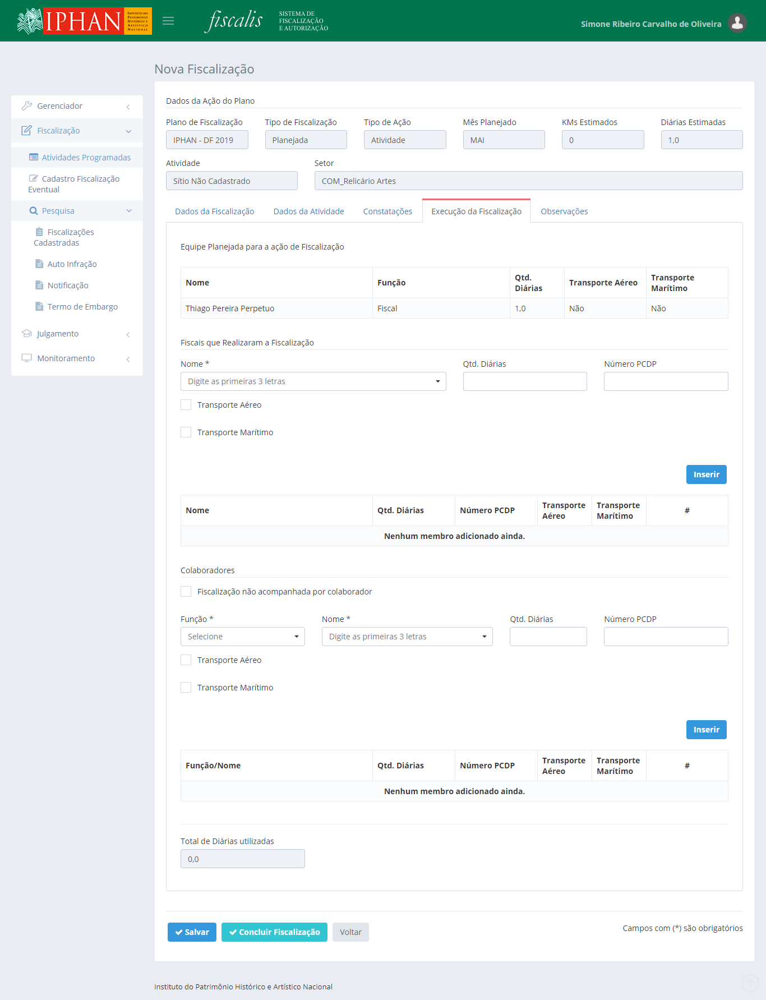 IPHAN
INSTITUTO DO
PATRIMÔNIO
HISTÓRICO E
ARTÍSTICO
NACIONAL
fiscalis
SISTEMA DE
FISCALIZAÇÃO
E AUTORIZAÇÃO
Simone Ribeiro Carvalho de Oliveira
Nova Fiscalização
Gerenciador
Fiscalização
Atividades Programadas
Cadastro Fiscalização
Eventual
Pesquisa
Fiscalizações
Cadastradas
Auto Infração
Notificação
Termo de Embargo
Julgamento
Monitoramento
Dados da Ação do Plano
Plano de Fiscalização Tipo de Fiscalização Tipo de Ação Mês Planejado KMs Estimados Diárias Estimadas
IPHAN - DF 2019 Planejada Atividade MAI 0 1,0
Atividade Setor
Sítio Não Cadastrado COM_Relicário Artes
Dados da Fiscalização Dados da Atividade Constatações Execução da Fiscalização Observações
Equipe Planejada para a ação de Fiscalização
Nome Função Qtd. Diárias Transporte Aéreo Transporte Marítimo
Thiago Pereira Perpetuo Fiscal 1,0 Não Não
Fiscais que Realizaram a Fiscalização
Nome * Qtd. Diárias Número PCDP
Digite as primeiras 3 letras
Transporte Aéreo
Transporte Marítimo
Inserir
Nome Qtd. Diárias Número PCDP Transporte Aéreo Transporte Marítimo #
Nenhum membro adicionado ainda.
Colaboradores
Fiscalização não acompanhada por colaborador
Função * Nome * Qtd. Diárias Número PCDP
Selecione Digite as primeiras 3 letras
Transporte Aéreo
Transporte Marítimo
Inserir
Função/Nome Qtd. Diárias Número PCDP Transporte Aéreo Transporte Marítimo #
Nenhum membro adicionado ainda.
Total de Diárias utilizadas
0,0
Salvar Concluir Fiscalização Voltar Campos com (*) são obrigatórios
Instituto do Patrimônio Histórico e Artístico Nacional